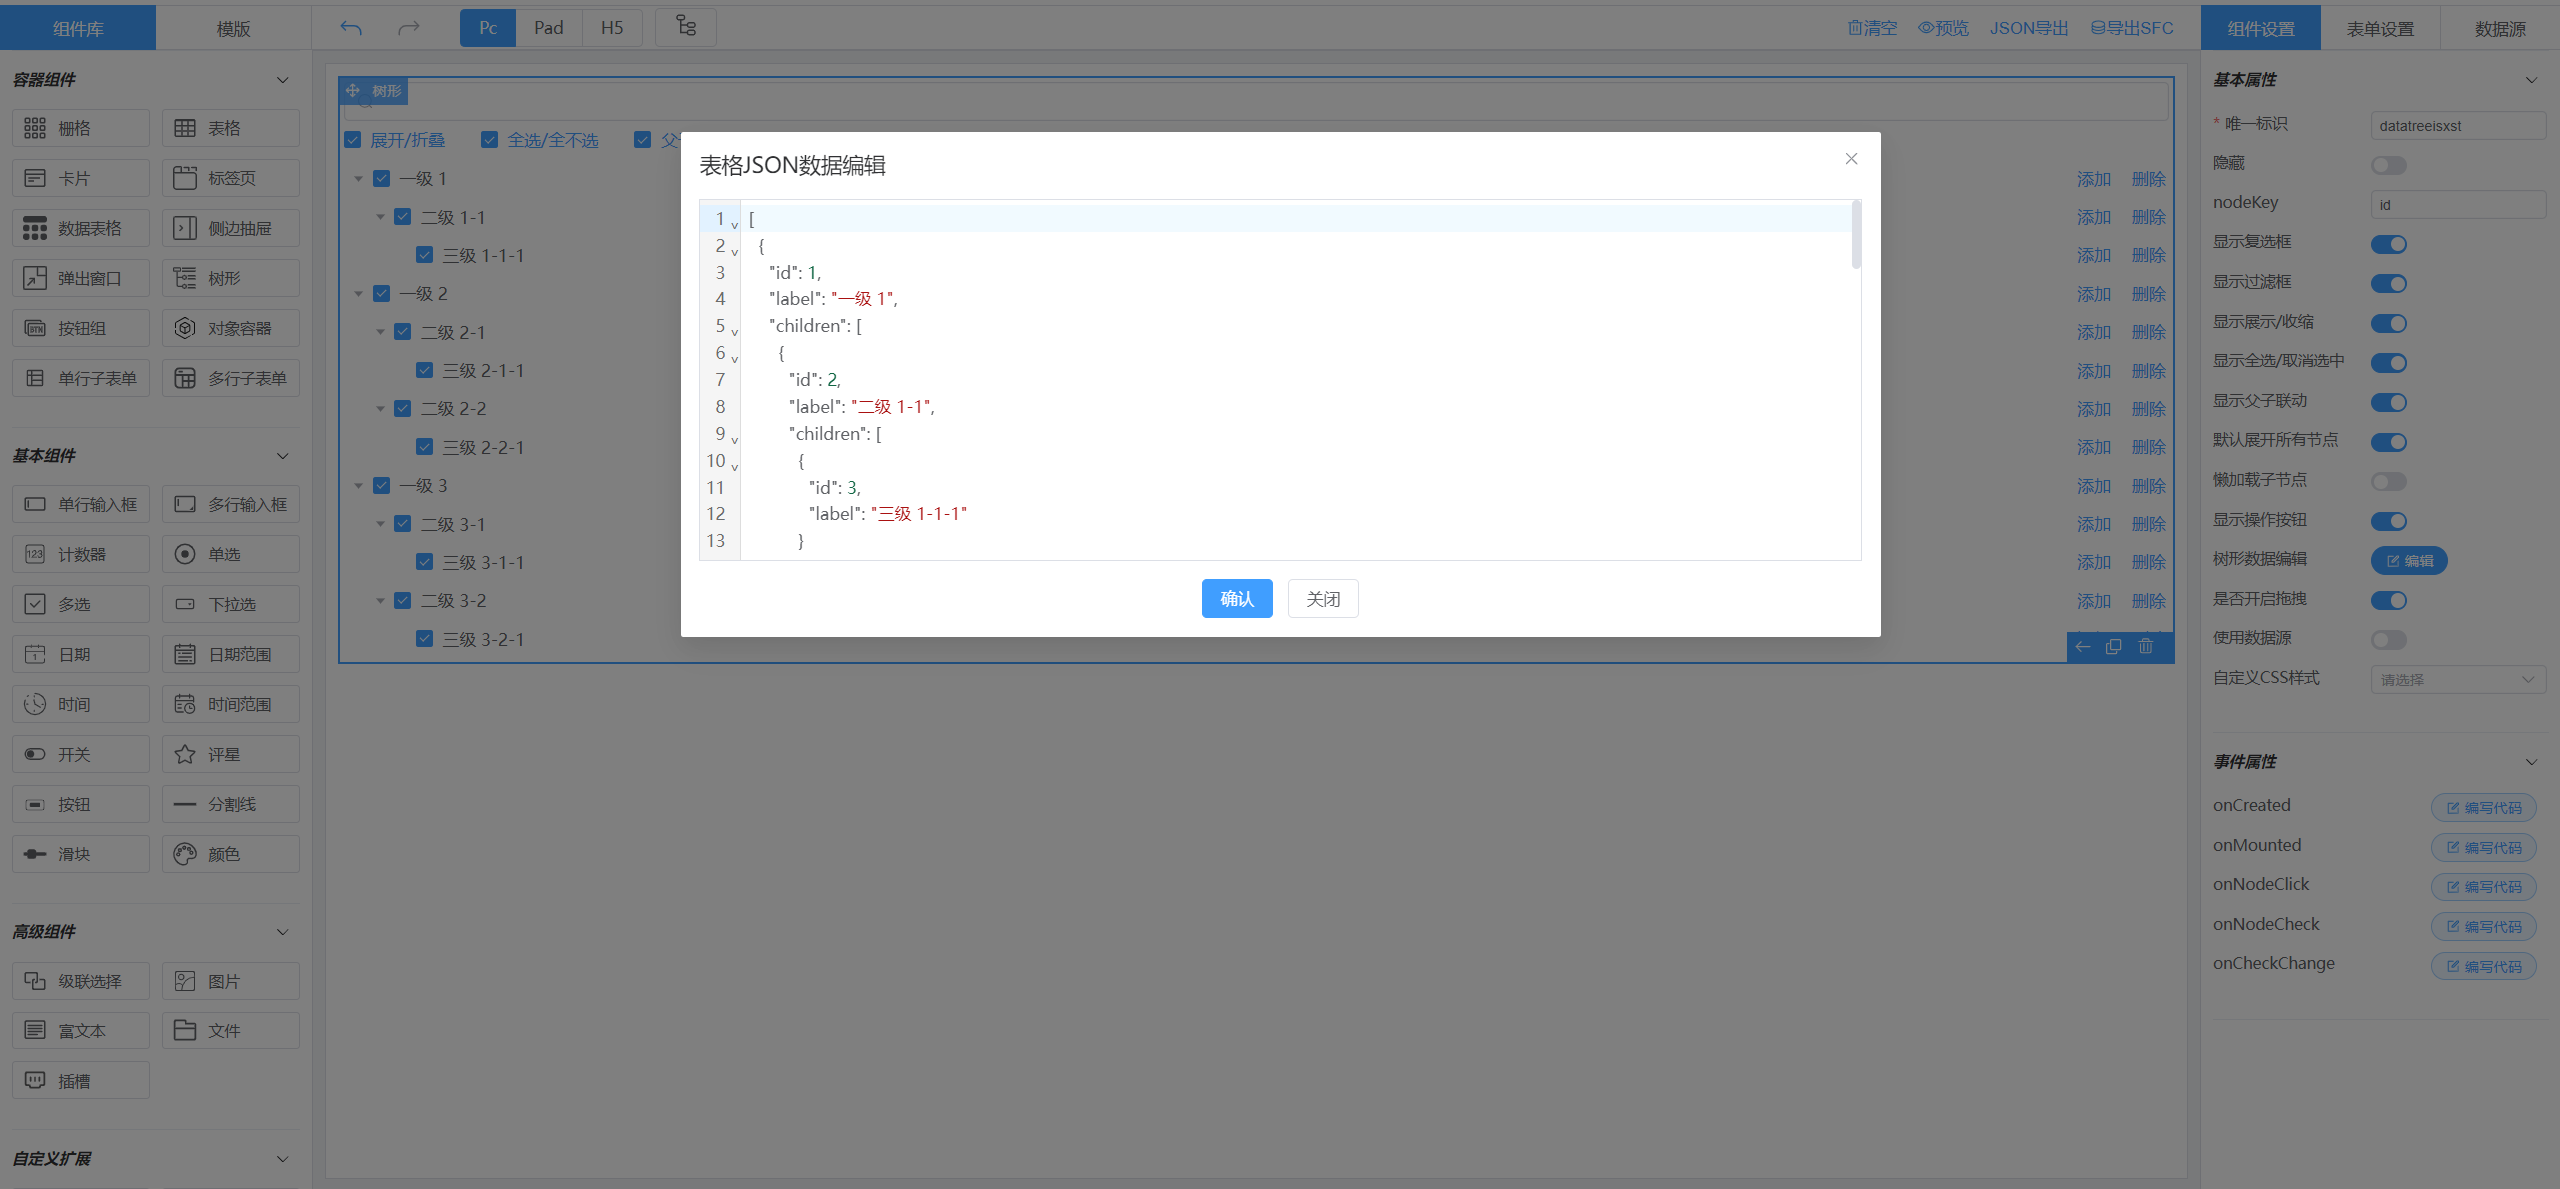 组件库 模版 Pc Pad H5 清空 预览 JSON导出 导出SFC 组件设置 表单设置 数据源
容器组件
栅格 表格
卡片 标签页
数据表格 侧边抽屉
弹出窗口 树形
按钮组 对象容器
单行子表单 多行子表单
基本组件
单行输入框 多行输入框
计数器 单选
多选 下拉选
日期 日期范围
时间 时间范围
开关 评星
按钮 分割线
滑块 颜色
高级组件
级联选择 图片
富文本 文件
插槽
自定义扩展
树形
展开/折叠 全选/全不选
一级 1 添加 删除
二级 1-1 添加 删除
三级 1-1-1 添加 删除
一级 2 添加 删除
二级 2-1 添加 删除
三级 2-1-1 添加 删除
二级 2-2 添加 删除
三级 2-2-1 添加 删除
一级 3 添加 删除
二级 3-1 添加 删除
三级 3-1-1 添加 删除
二级 3-2 添加 删除
三级 3-2-1
表格JSON数据编辑
1 [
2 {
3 "id": 1,
4 "label": "一级 1",
5 "children": [
6 {
7 "id": 2,
8 "label": "二级 1-1",
9 "children": [
10 {
11 "id": 3,
12 "label": "三级 1-1-1"
13 }
确认 关闭
基本属性
* 唯一标识 datatreeisxst
隐藏
nodeKey id
显示复选框
显示过滤框
显示展示/收缩
显示全选/取消选中
显示父子联动
默认展开所有节点
懒加载子节点
显示操作按钮
树形数据编辑 编辑
是否开启拖拽
使用数据源
自定义CSS样式 请选择
事件属性
onCreated 编写代码
onMounted 编写代码
onNodeClick 编写代码
onNodeCheck 编写代码
onCheckChange 编写代码